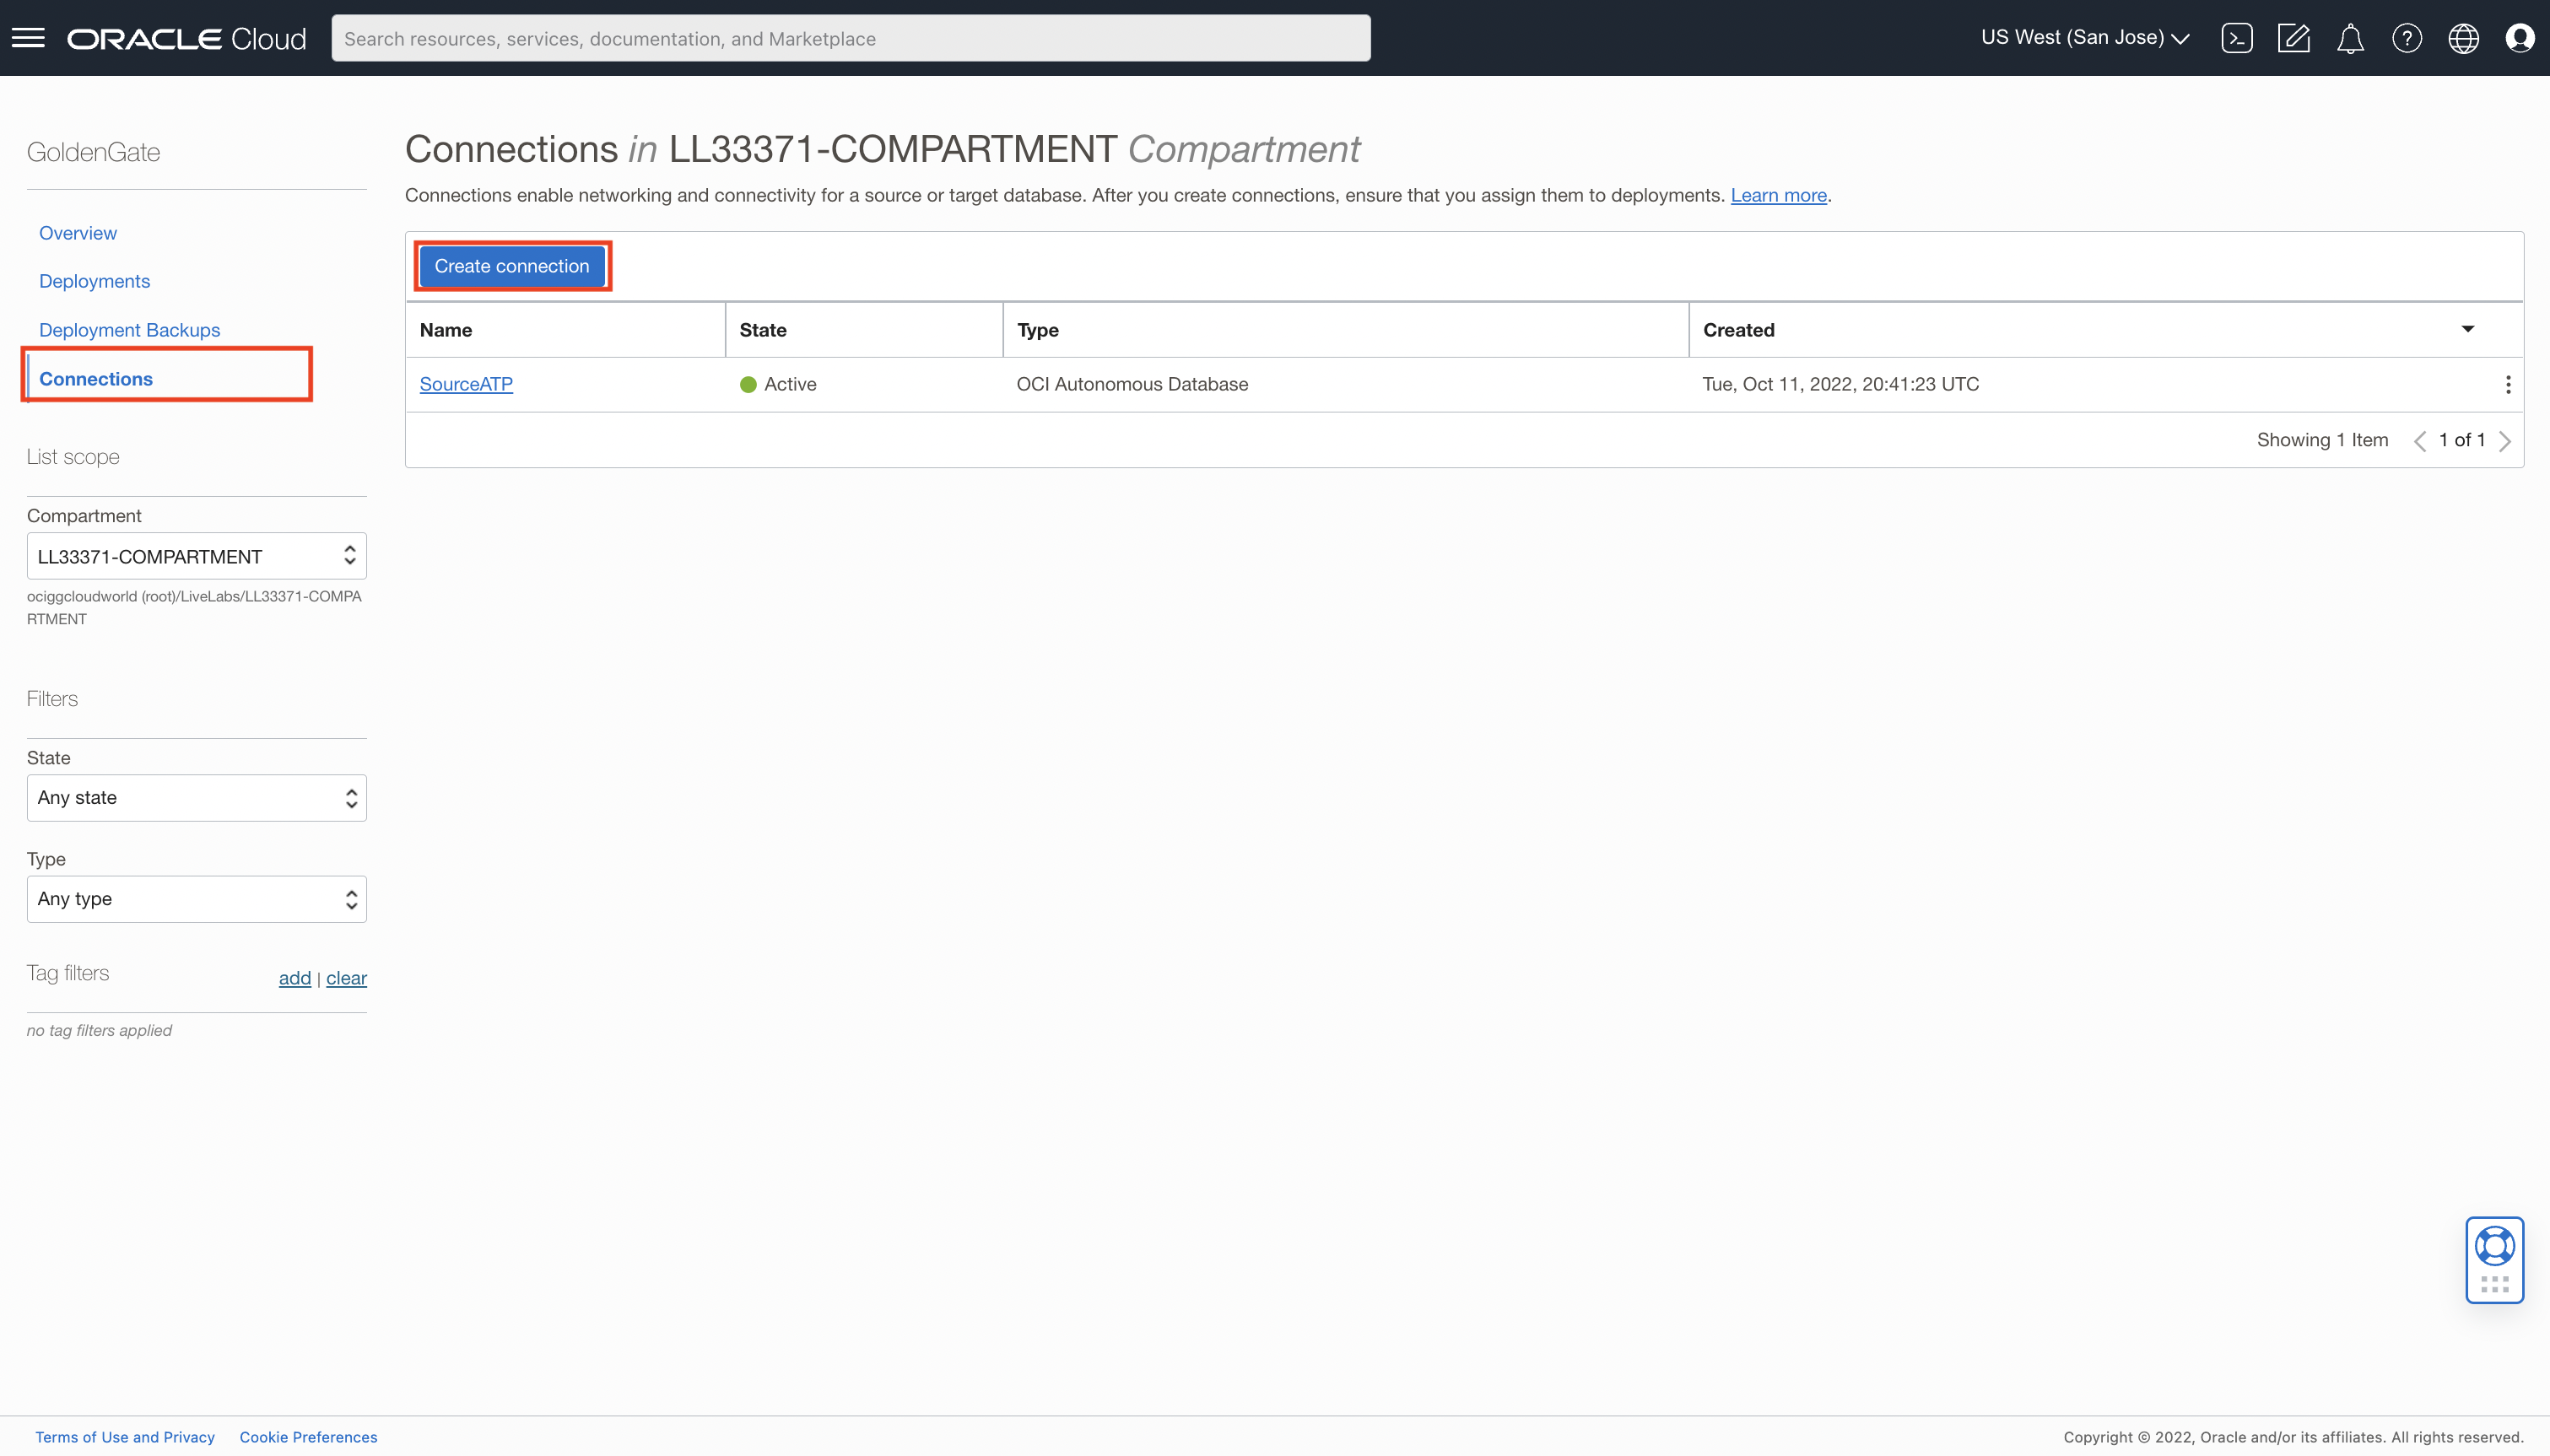 ORACLE Cloud
Search resources, services, documentation, and Marketplace
US West (San Jose)
GoldenGate
Overview
Deployments
Deployment Backups
Connections
List scope
Compartment
LL33371-COMPARTMENT
ociggcloudworld (root)/LiveLabs/LL33371-COMPA
RTMENT
Filters
State
Any state
Type
Any type
Tag filters
add | clear
no tag filters applied
Connections in LL33371-COMPARTMENT Compartment
Connections enable networking and connectivity for a source or target database. After you create connections, ensure that you assign them to deployments. Learn more.
Create connection
Name State Type Created
SourceATP Active OCI Autonomous Database Tue, Oct 11, 2022, 20:41:23 UTC
Showing 1 Item 1 of 1
Terms of Use and Privacy Cookie Preferences
Copyright © 2022, Oracle and/or its affiliates. All rights reserved.